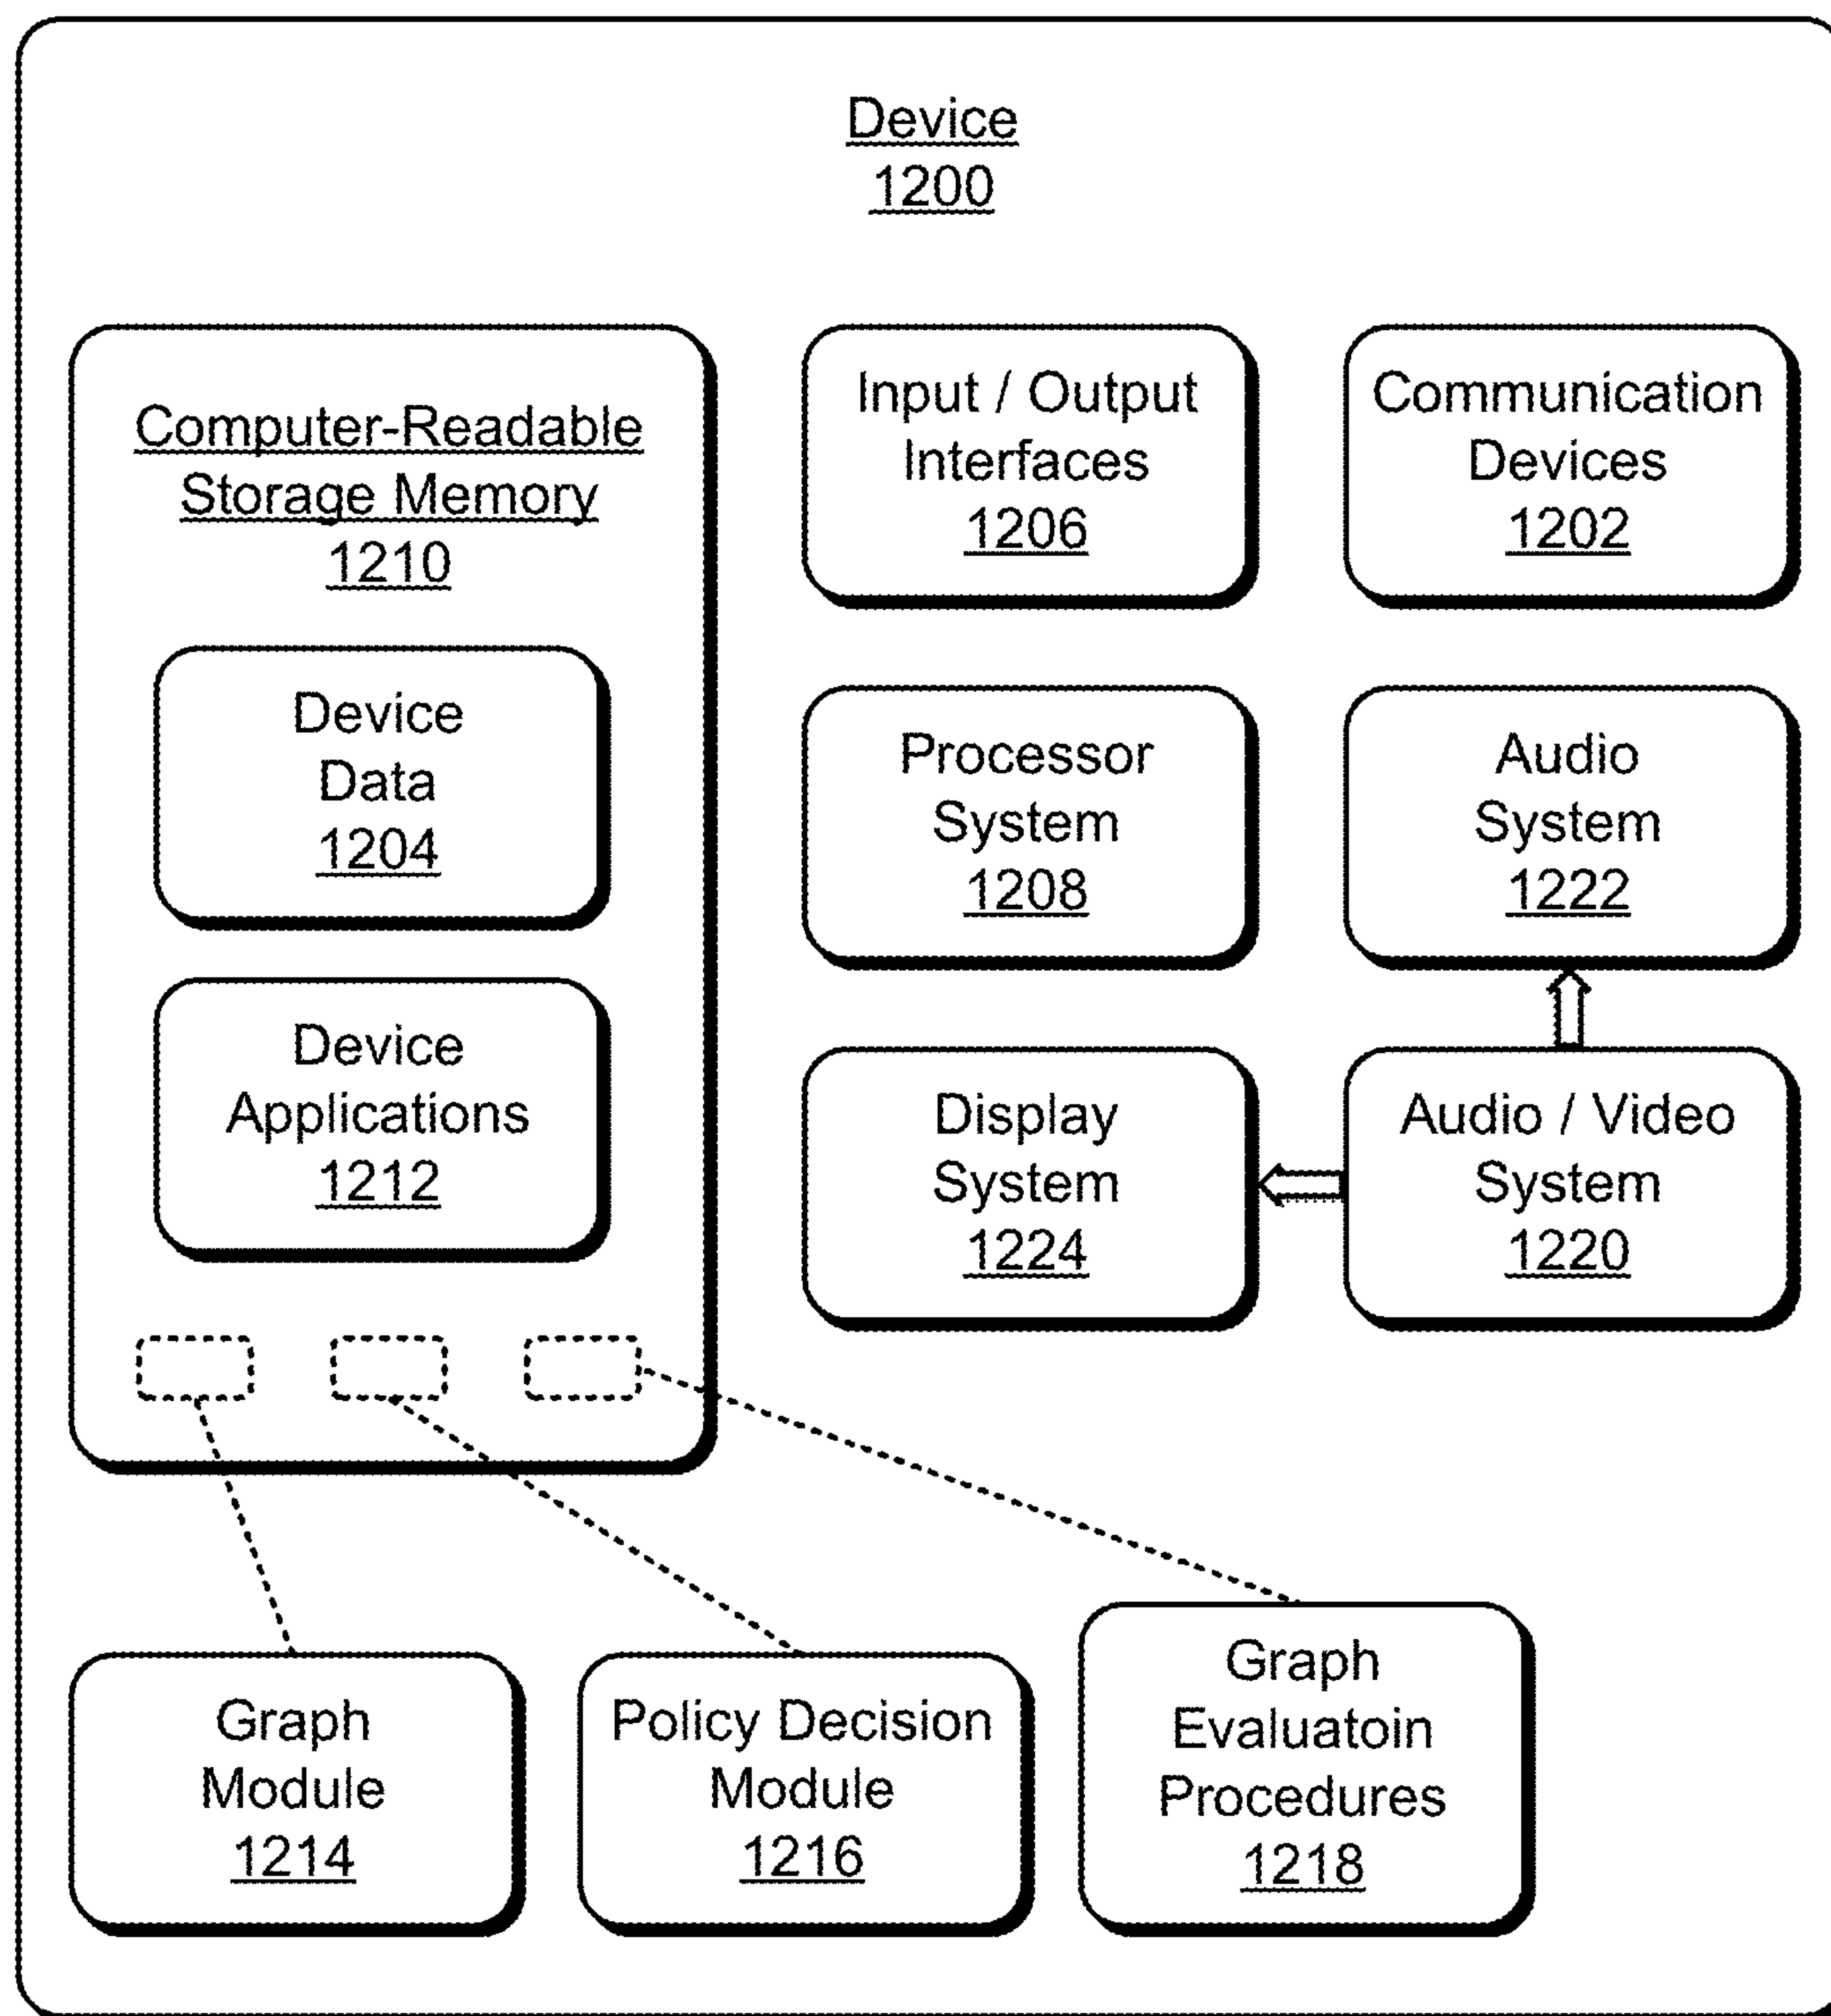 Device
1200
Computer-Readable
Storage Memory
1210
Device
Data
1204
Device
Applications
1212
Input / Output
Interfaces
1206
Communication
Devices
1202
Processor
System
1208
Audio
System
1222
Display
System
1224
Audio / Video
System
1220
Graph
Module
1214
Policy Decision
Module
1216
Graph
Evaluatoin
Procedures
1218